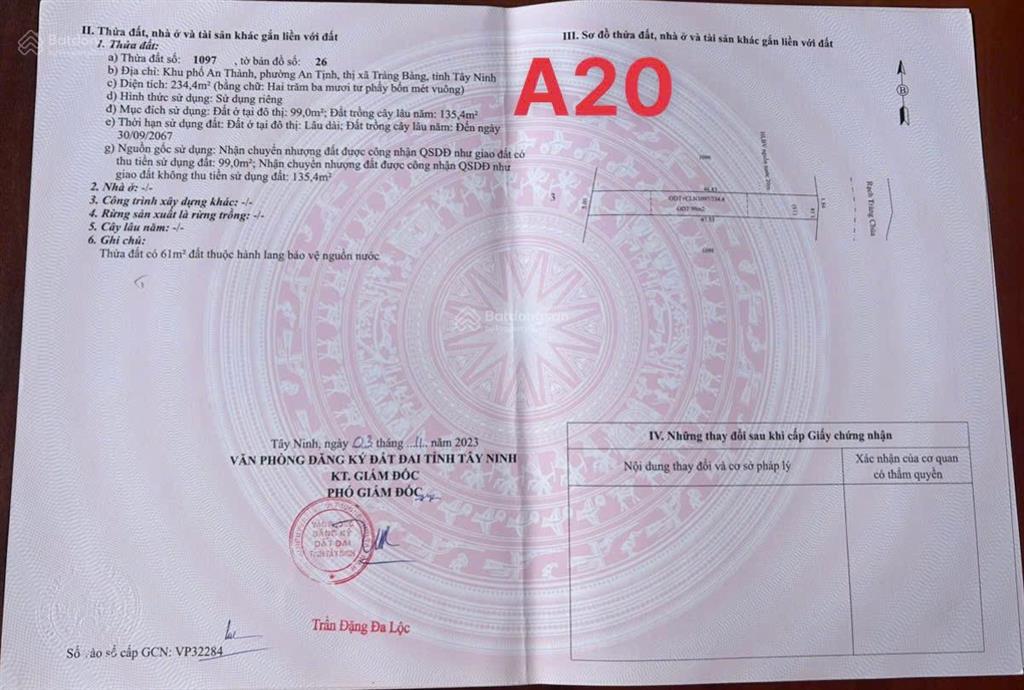 II. Thửa đất, nhà ở và tài sản khác gắn liền với đất
1. Thửa đất:
a) Thửa đất số: 1097 , tờ bản đồ số: 26
b) Địa chỉ: Khu phố An Thành, phường An Tịnh, thị xã Trảng Bàng, tỉnh Tây Ninh
c) Diện tích: 234,4m² (bằng chữ: Hai trăm ba mươi tư phẩy bốn mét vuông)
d) Hình thức sử dụng: Sử dụng riêng
đ) Mục đích sử dụng: Đất ở tại đô thị: 99,0m²; Đất trồng cây lâu năm: 135,4m²
e) Thời hạn sử dụng đất: Đất ở tại đô thị: Lâu dài; Đất trồng cây lâu năm: Đến ngày
30/09/2067
g) Nguồn gốc sử dụng: Nhận chuyển nhượng đất được công nhận QSDĐ như giao đất có
thu tiền sử dụng đất: 99,0m²; Nhận chuyển nhượng đất được công nhận QSDĐ như
giao đất không thu tiền sử dụng đất: 135,4m²
2. Nhà ở: -/-
3. Công trình xây dựng khác: -/-
4. Rừng sản xuất là rừng trồng: -/-
5. Cây lâu năm: -/-
6. Ghi chú:
Thửa đất có 61m² đất thuộc hành lang bảo vệ nguồn nước
Tây Ninh, ngày 03 tháng 11 năm 2023
VĂN PHÒNG ĐĂNG KÝ ĐẤT ĐAI TỈNH TÂY NINH
KT. GIÁM ĐỐC
PHÓ GIÁM ĐỐC
ĐĂNG KÝ
ĐẤT ĐAI
Trần Đặng Đa Lộc
Số vào sổ cấp GCN: VP32284
III. Sơ đồ thửa đất, nhà ở và tài sản khác gắn liền với đất
A20
B
3
Rạch Trảng Chùa
IV. Những thay đổi sau khi cấp Giấy chứng nhận
Nội dung thay đổi và cơ sở pháp lý
Xác nhận của cơ quan
có thẩm quyền
Batdongsan